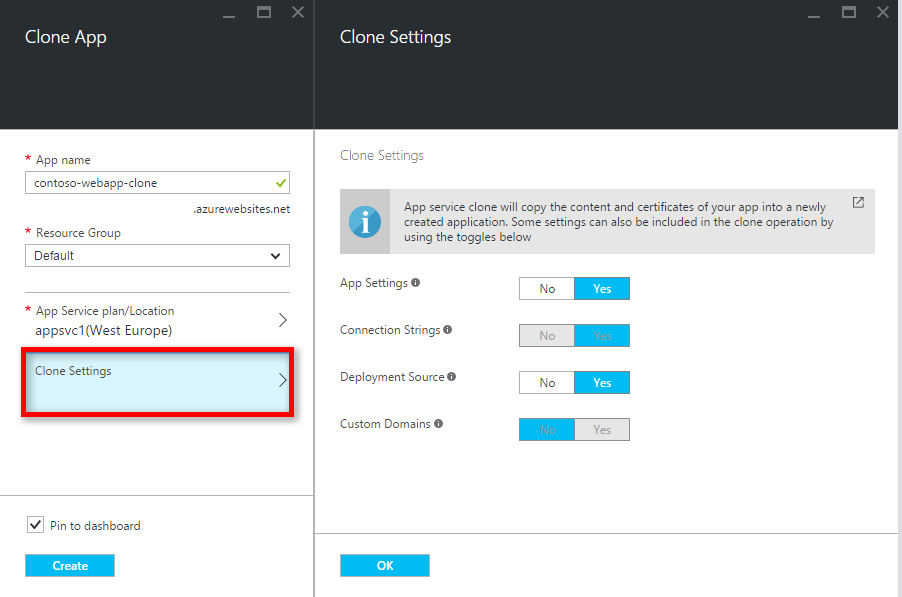 Clone App
* App name
contoso-webapp-clone
.azurewebsites.net
* Resource Group
Default
* App Service plan/Location
appsvc1(West Europe)
Clone Settings
Pin to dashboard
Create
Clone Settings
Clone Settings
App service clone will copy the content and certificates of your app into a newly
created application. Some settings can also be included in the clone operation by
using the toggles below
App Settings No Yes
Connection Strings No Yes
Deployment Source No Yes
Custom Domains No Yes
OK